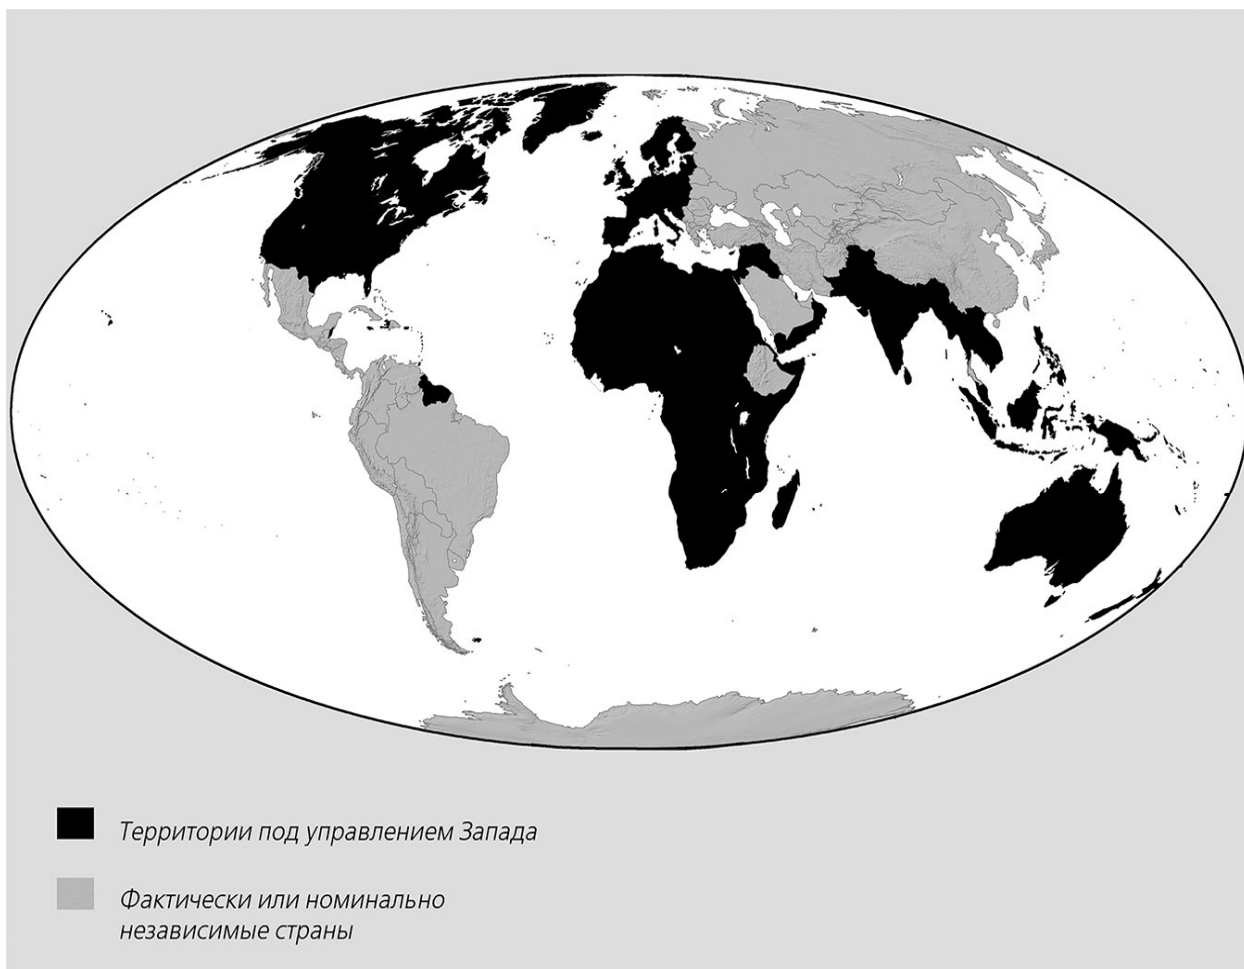 Территории под управлением Запада
Фактически или номинально
независимые страны